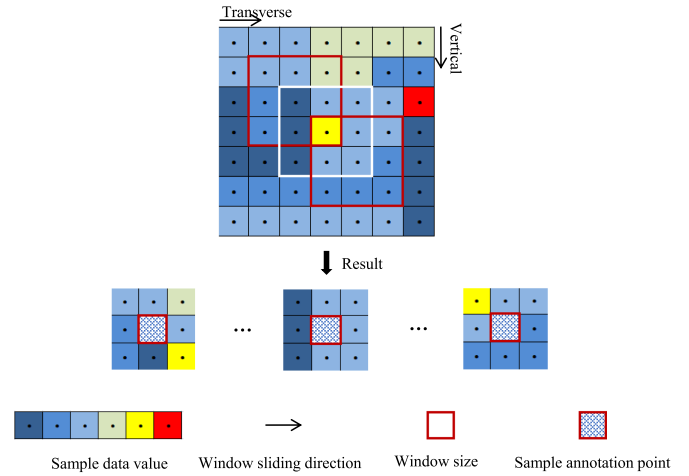 Transverse
Vertical
Result
...
...
Sample data value
Window sliding direction
Window size
Sample annotation point